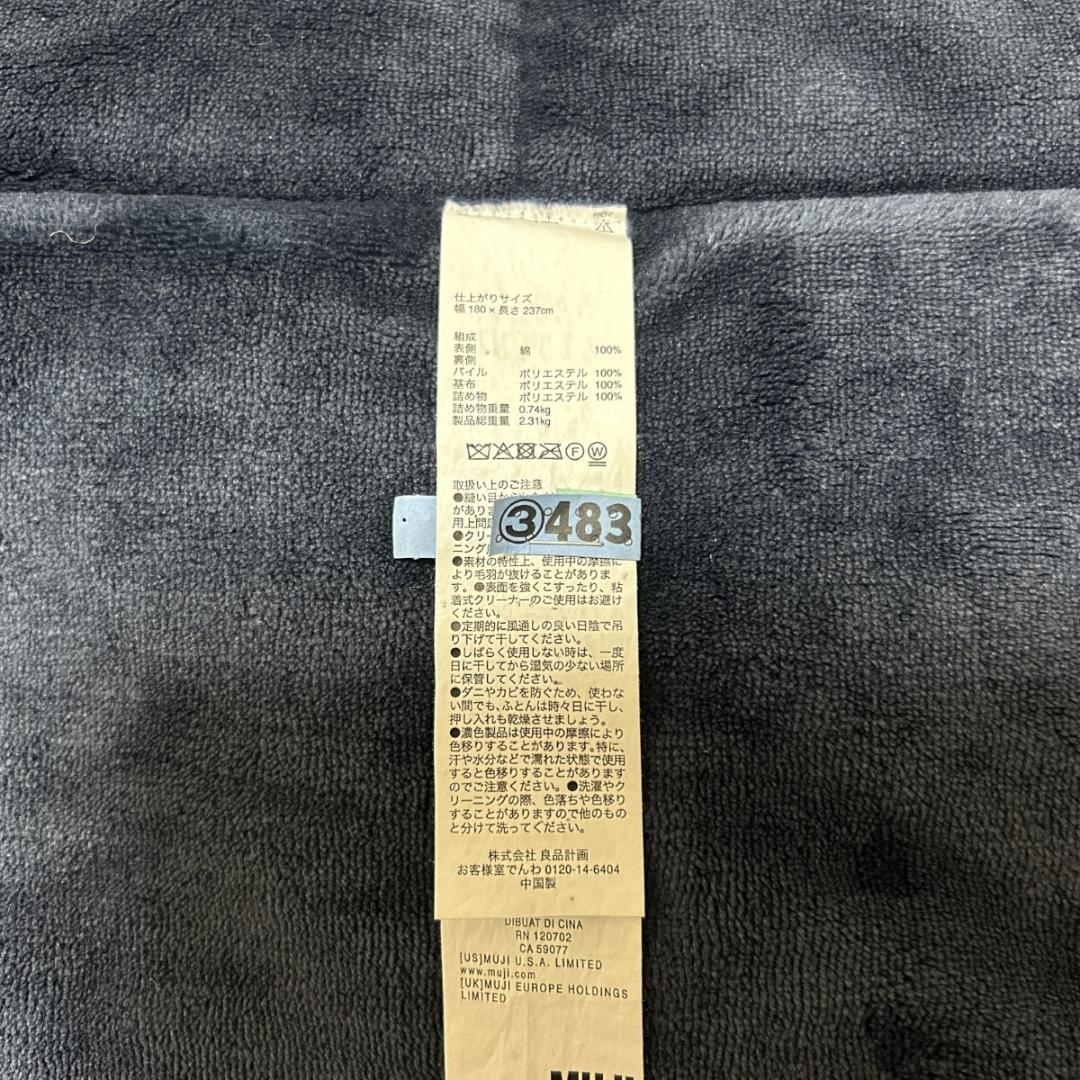 FRONT
仕上がりサイズ
幅 180 × 長さ 237cm
組成
表側 綿 100%
裏側
パイル ポリエステル 100%
基布 ポリエステル 100%
詰め物 ポリエステル 100%
詰め物重量 0.74kg
製品総重量 2.31kg
F W
取扱い上のご注意
●縫い目から
があり
用上問
●クリー
ニング
③483
●素材の特性上、使用中の摩擦に
より毛羽が抜けることがありま
す。●表面を強くこすったり、粘
着式クリーナーのご使用はお避け
ください。
●定期的に風通しの良い日陰で吊
り下げて干してください。
●しばらく使用しない時は、一度
日に干してから湿気の少ない場所
に保管してください。
●ダニやカビを防ぐため、使わな
い間でも、ふとんは時々日に干し、
押し入れも乾燥させましょう。
●濃色製品は使用中の摩擦により
色移りすることがあります。特に、
汗や水分などで濡れた状態で使用
すると色移りすることがあります
のでご注意ください。●洗濯やク
リーニングの際、色落ちや色移り
することがありますので他のもの
と分けて洗ってください。
株式会社 良品計画
お客様室でんわ 0120-14-6404
中国製
DIBUAT DI CINA
RN 120702
CA 59077
[US]MUJI U.S.A. LIMITED
www.muji.com
[UK]MUJI EUROPE HOLDINGS
LIMITED
MUJI